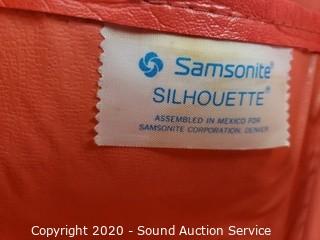 Samsonite®
SILHOUETTE®
ASSEMBLED IN MEXICO FOR
SAMSONITE CORPORATION, DENVER
Copyright 2020 - Sound Auction Service